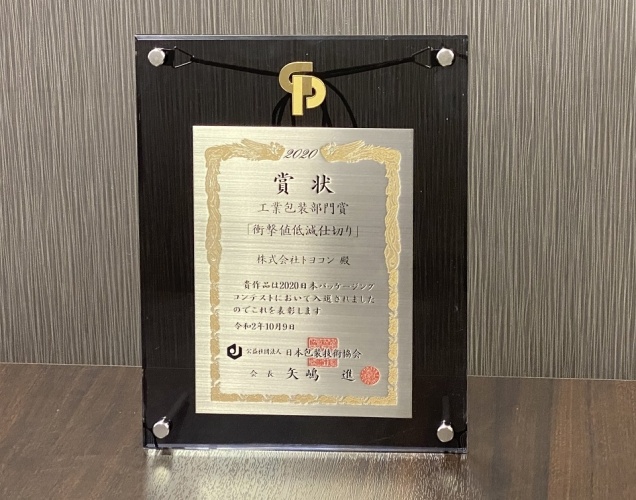 CP
2020
賞状
工業包装部門賞
「衝撃値低減仕切り」
株式会社トヨコン 殿
貴作品は2020日本パッケージング
コンテストにおいて入選されました
のでこれを表彰します
令和2年10月9日
公益社団法人 日本包装技術協会
会長 矢嶋 進